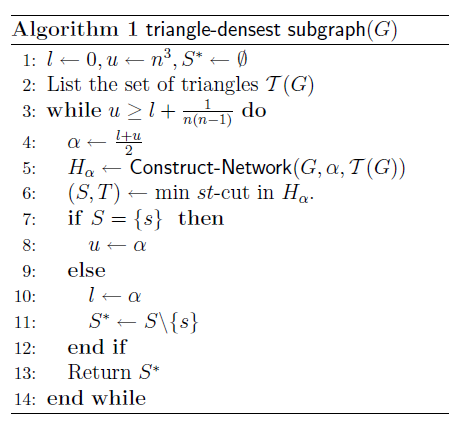 Algorithm 1 triangle-densest subgraph(G)
1: l ← 0, u ← n³, S* ← ∅
2: List the set of triangles 𝒯(G)
3: while u ≥ l + 1/n(n−1) do
4: α ← l+u/2
5: H_α ← Construct-Network(G, α, 𝒯(G))
6: (S, T) ← min st-cut in H_α.
7: if S = {s} then
8: u ← α
9: else
10: l ← α
11: S* ← S\{s}
12: end if
13: Return S*
14: end while